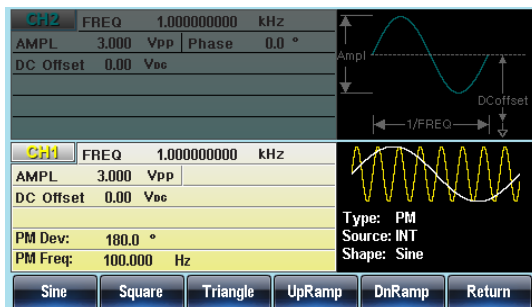 CH2 FREQ 1.000000000 kHz
AMPL 3.000 Vpp Phase 0.0 °
DC Offset 0.00 VDC
Ampl
DCoffset
1/FREQ
CH1 FREQ 1.000000000 kHz
AMPL 3.000 Vpp
DC Offset 0.00 VDC
PM Dev: 180.0 °
PM Freq: 100.000 Hz
Type: PM
Source: INT
Shape: Sine
Sine Square Triangle UpRamp DnRamp Return